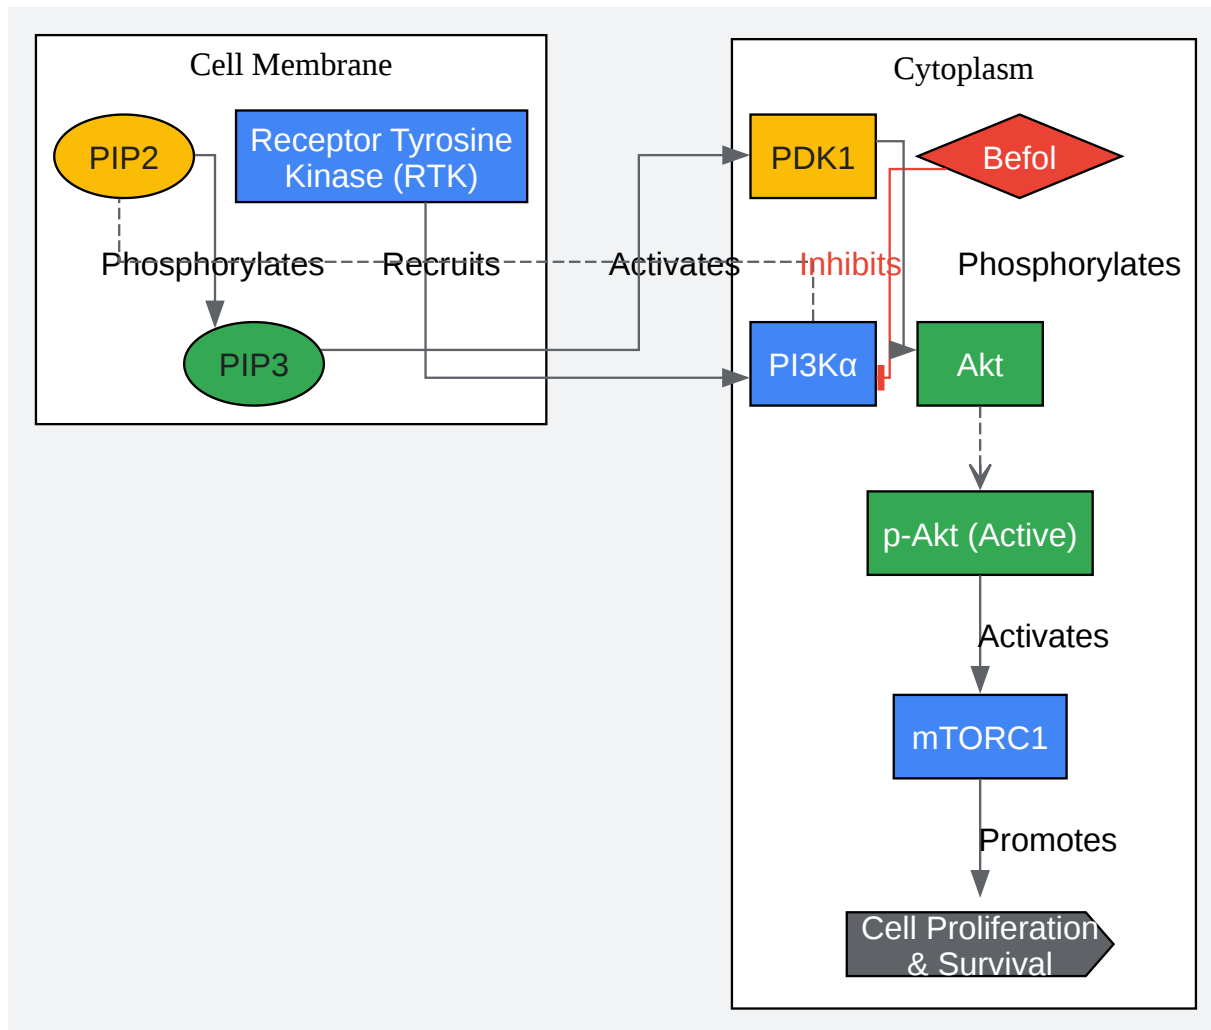 Cell Membrane
Cytoplasm
PIP2
Receptor Tyrosine
Kinase (RTK)
PDK1
Befol
Phosphorylates
Recruits
Activates
Inhibits
Phosphorylates
PIP3
PI3Kα
Akt
p-Akt (Active)
Activates
mTORC1
Promotes
Cell Proliferation
& Survival